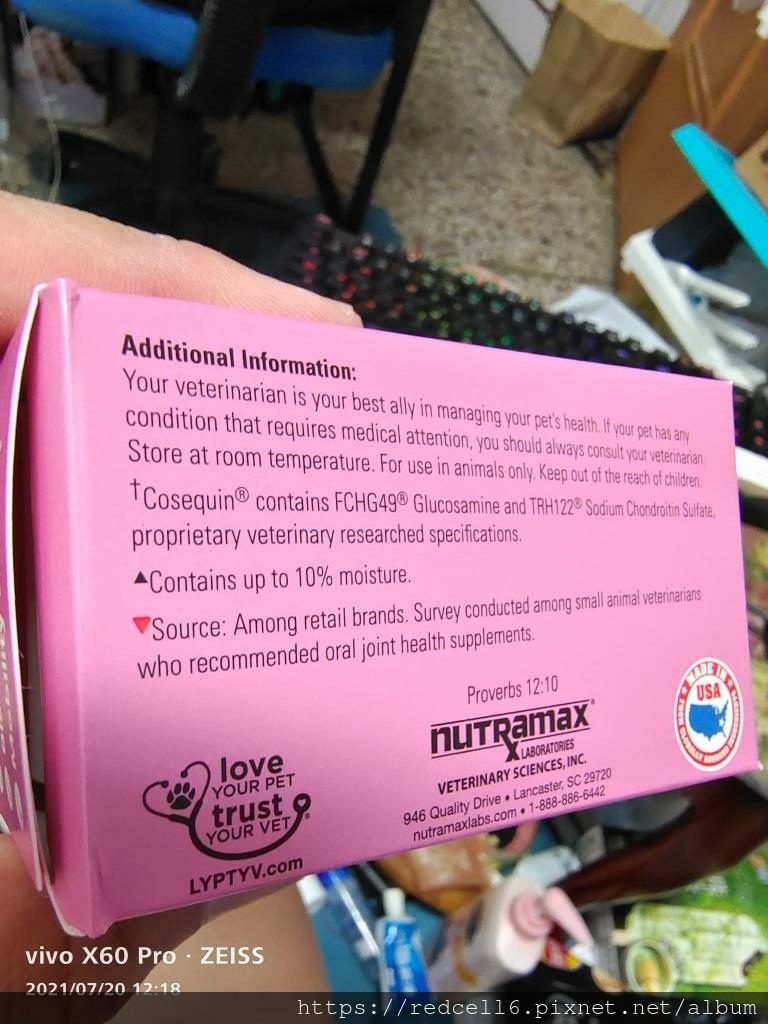 Additional Information:
Your veterinarian is your best ally in managing your pet's health. If your pet has any
condition that requires medical attention, you should always consult your veterinarian.
Store at room temperature. For use in animals only. Keep out of the reach of children.
†Cosequin® contains FCHG49® Glucosamine and TRH122® Sodium Chondroitin Sulfate,
proprietary veterinary researched specifications.
▲Contains up to 10% moisture.
▼Source: Among retail brands. Survey conducted among small animal veterinarians
who recommended oral joint health supplements.
Proverbs 12:10
nutramax®
LABORATORIES
VETERINARY SCIENCES, INC.
946 Quality Drive • Lancaster, SC 29720
nutramaxlabs.com • 1-888-886-6442
love
YOUR PET
trust
YOUR VET®
LYPTYV.com
MADE IN
USA
FROM GLOBALLY SOURCED INGREDIENTS
vivo X60 Pro · ZEISS
2021/07/20 12:18
https://redcell6.pixnet.net/album